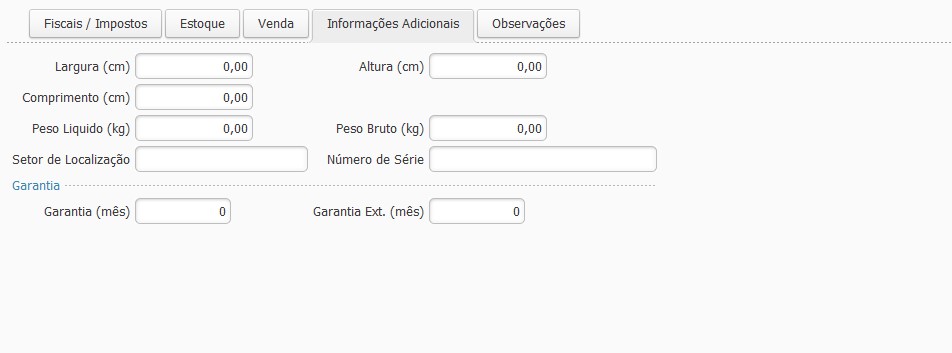 Fiscais / Impostos Estoque Venda Informações Adicionais Observações
Largura (cm) 0,00 Altura (cm) 0,00
Comprimento (cm) 0,00
Peso Liquido (kg) 0,00 Peso Bruto (kg) 0,00
Setor de Localização Número de Série
Garantia
Garantia (mês) 0 Garantia Ext. (mês) 0